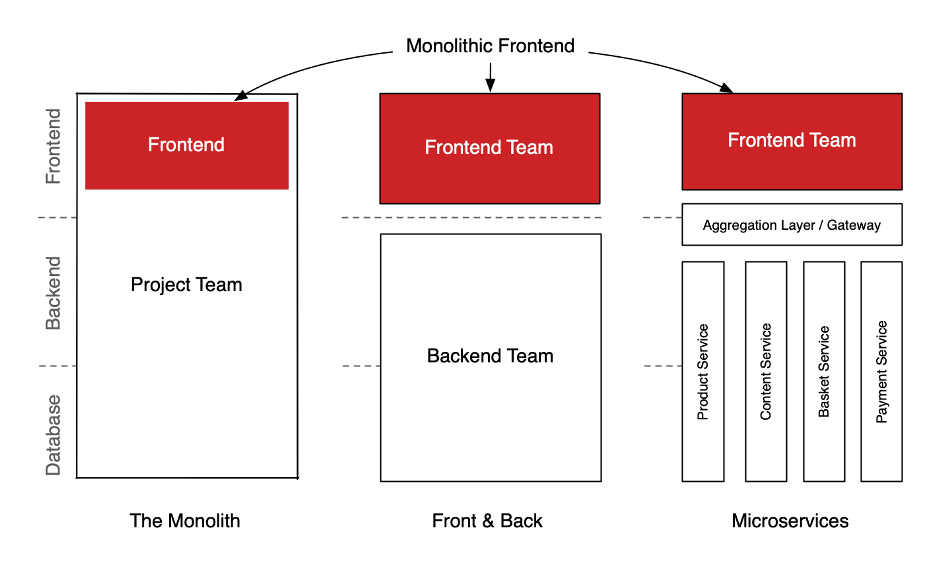 Monolithic Frontend
Frontend
Backend
Database
Frontend
Project Team
The Monolith
Frontend Team
Backend Team
Front & Back
Frontend Team
Aggregation Layer / Gateway
Product Service
Content Service
Basket Service
Payment Service
Microservices